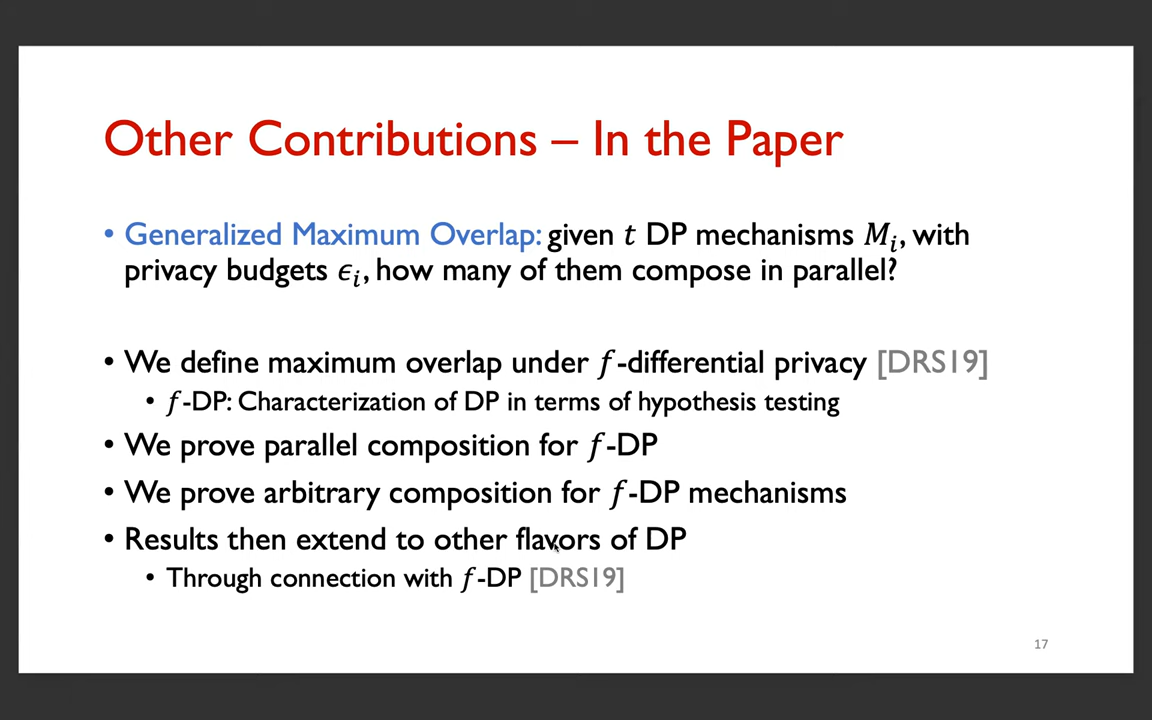 Other Contributions – In the Paper
• Generalized Maximum Overlap: given t DP mechanisms Mᵢ, with
privacy budgets ϵᵢ, how many of them compose in parallel?
• We define maximum overlap under f-differential privacy [DRS19]
• f-DP: Characterization of DP in terms of hypothesis testing
• We prove parallel composition for f-DP
• We prove arbitrary composition for f-DP mechanisms
• Results then extend to other flavors of DP
• Through connection with f-DP [DRS19]
17